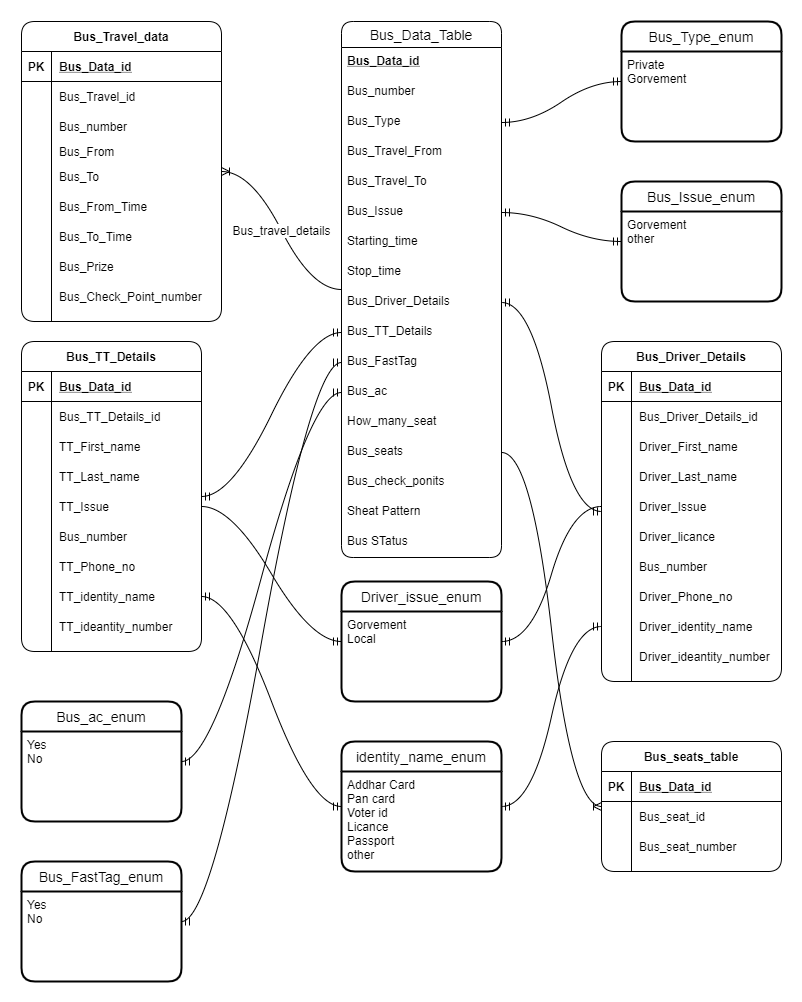 Bus_Travel_data
PK Bus_Data_id
Bus_Travel_id
Bus_number
Bus_From
Bus_To
Bus_From_Time
Bus_To_Time
Bus_Prize
Bus_Check_Point_number
Bus_travel_details
Bus_Data_Table
Bus_Data_id
Bus_number
Bus_Type
Bus_Travel_From
Bus_Travel_To
Bus_Issue
Starting_time
Stop_time
Bus_Driver_Details
Bus_TT_Details
Bus_FastTag
Bus_ac
How_many_seat
Bus_seats
Bus_check_ponits
Sheat Pattern
Bus STatus
Bus_Type_enum
Private
Gorvement
Bus_Issue_enum
Gorvement
other
Bus_TT_Details
PK Bus_Data_id
Bus_TT_Details_id
TT_First_name
TT_Last_name
TT_Issue
Bus_number
TT_Phone_no
TT_identity_name
TT_ideantity_number
Bus_Driver_Details
PK Bus_Data_id
Bus_Driver_Details_id
Driver_First_name
Driver_Last_name
Driver_Issue
Driver_licance
Bus_number
Driver_Phone_no
Driver_identity_name
Driver_ideantity_number
Driver_issue_enum
Gorvement
Local
Bus_ac_enum
Yes
No
identity_name_enum
Addhar Card
Pan card
Voter id
Licance
Passport
other
Bus_seats_table
PK Bus_Data_id
Bus_seat_id
Bus_seat_number
Bus_FastTag_enum
Yes
No